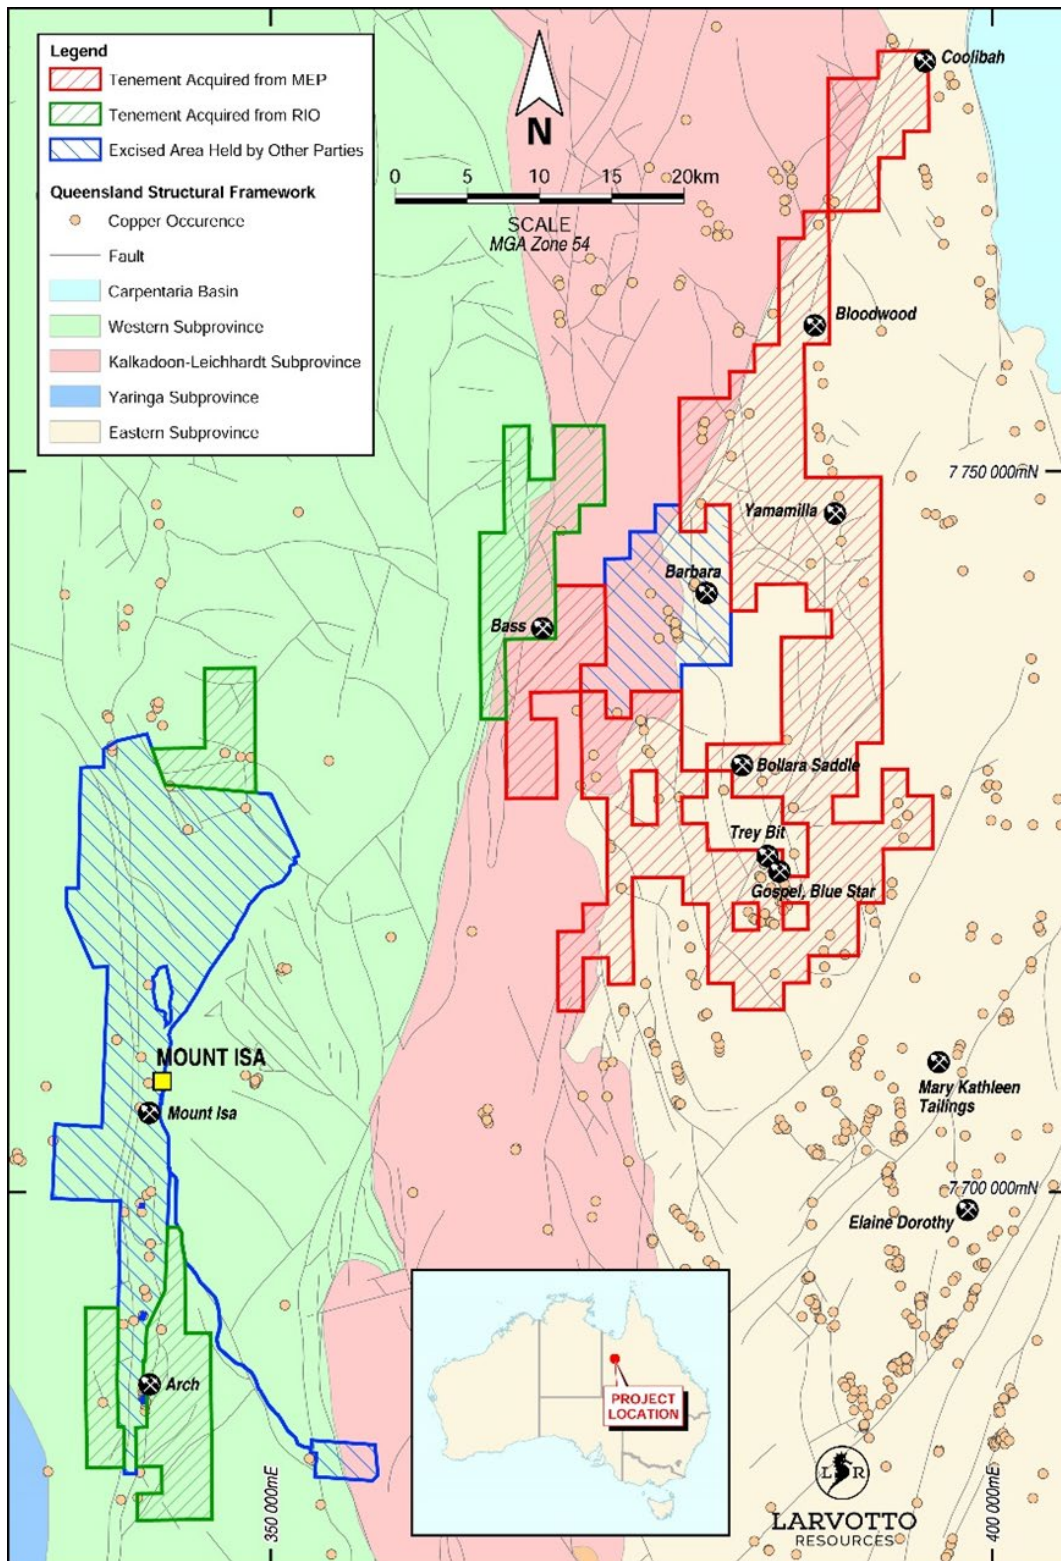 Legend
Tenement Acquired from MEP
Tenement Acquired from RIO
Excised Area Held by Other Parties
Queensland Structural Framework
Copper Occurence
Fault
Carpentaria Basin
Western Subprovince
Kalkadoon-Leichhardt Subprovince
Yaringa Subprovince
Eastern Subprovince
N
0 5 10 20km
SCALE
MGA Zone 54
Coolibah
Bloodwood
7 750 000mN
Yamamilla
Barbara
Bass
Bollara Saddle
Trey Bit
Gospel, Blue Star
MOUNT ISA
Mount Isa
Mary Kathleen
Tailings
7 700 000mN
Elaine Dorothy
Arch
PROJECT
LOCATION
350 000mE
400 000mE
L R
LARVOTTO
RESOURCES